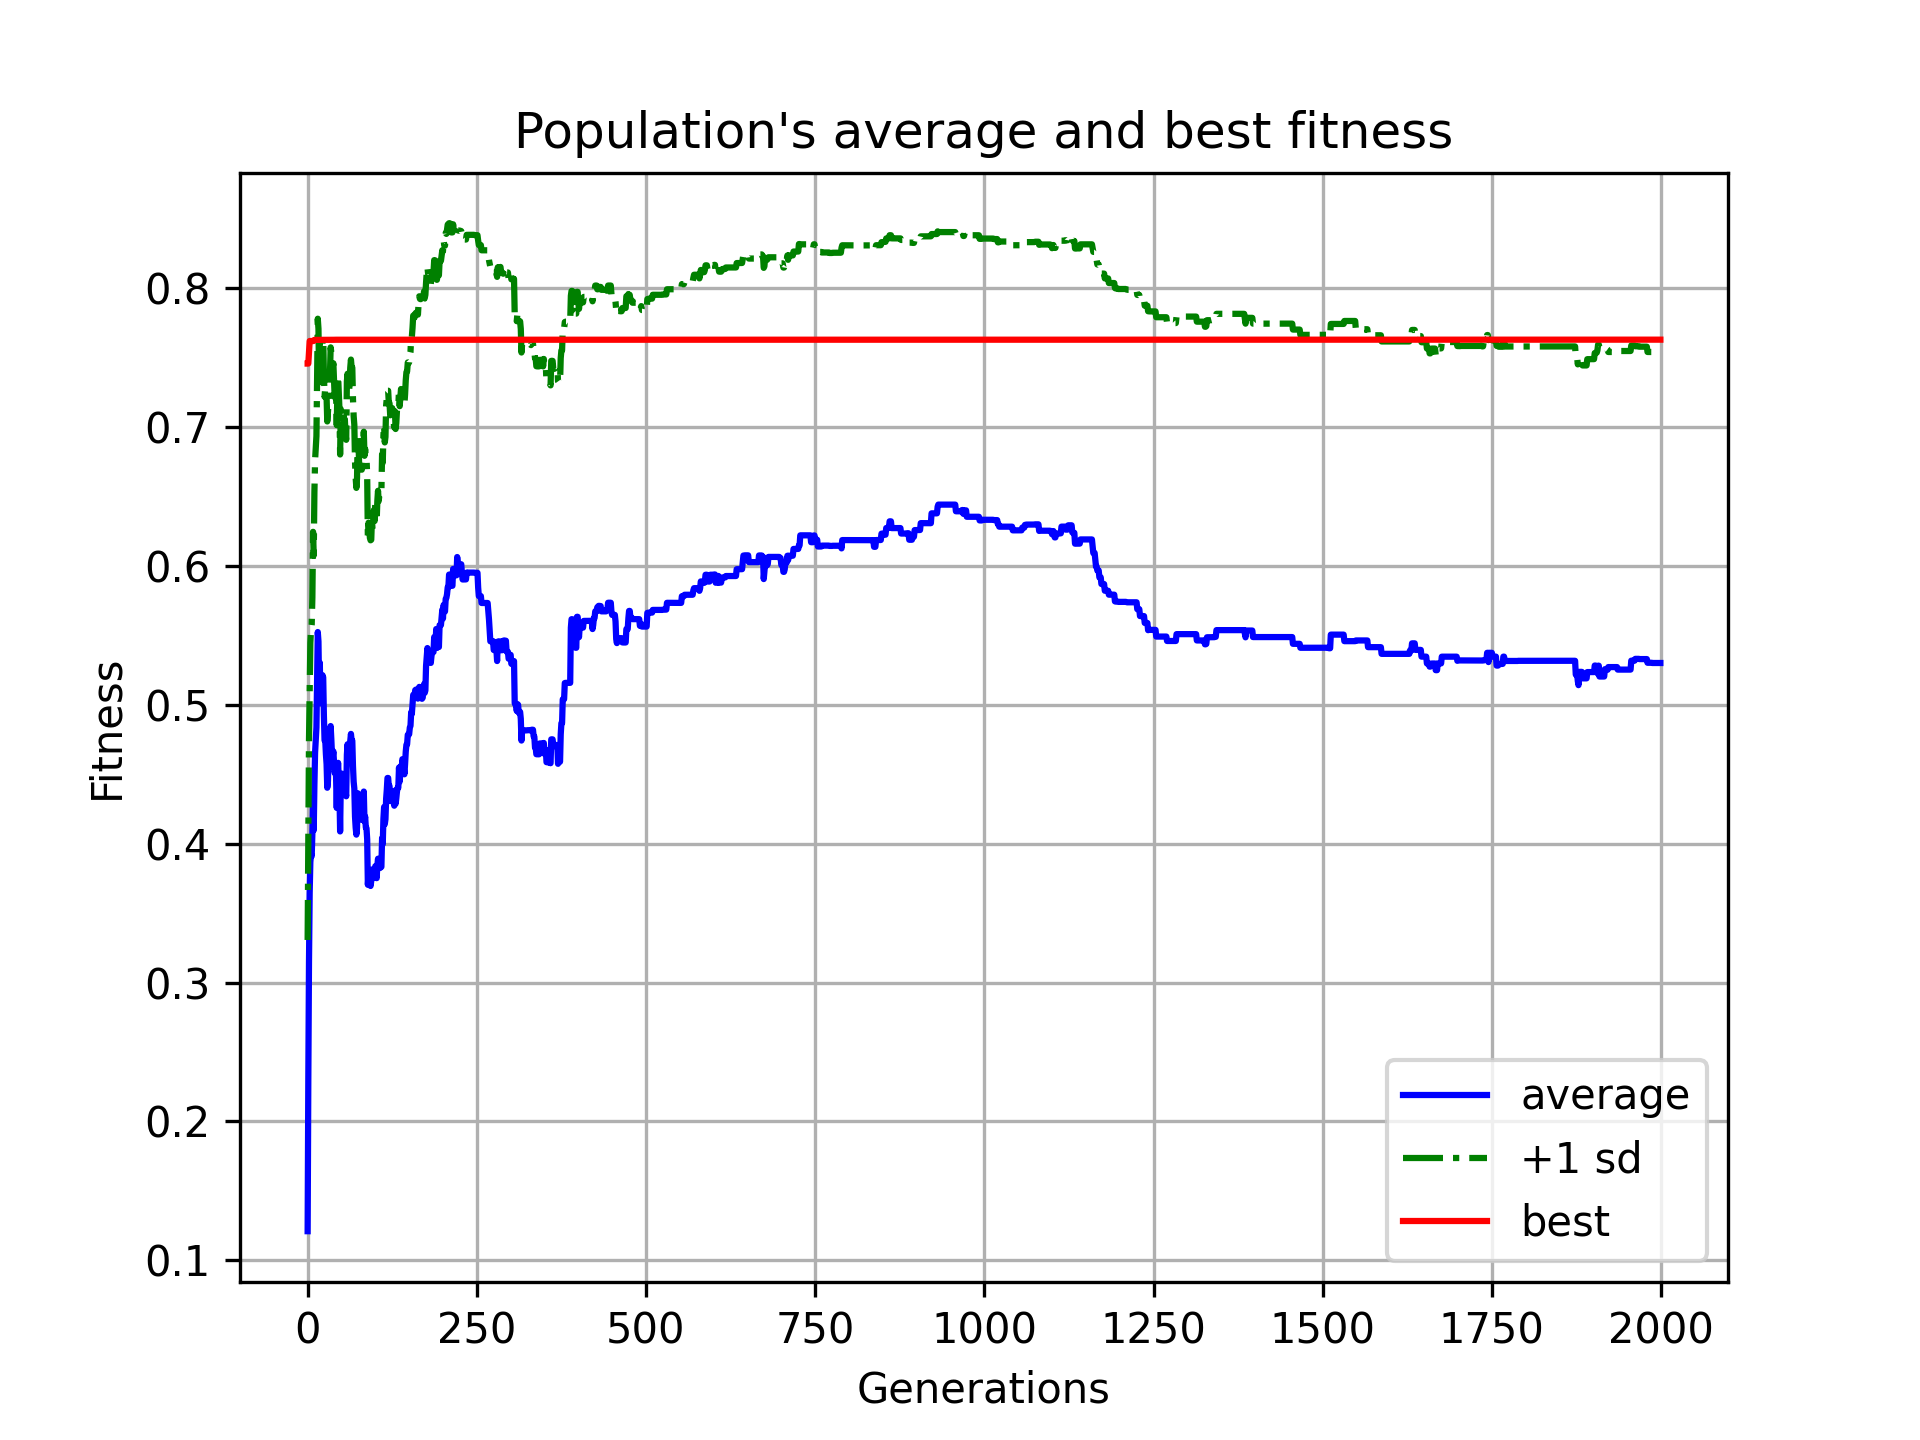 Population's average and best fitness
Fitness
0.8
0.7
0.6
0.5
0.4
0.3
0.2
0.1
0 250 500 750 1000 1250 1500 1750 2000
Generations
average
+1 sd
best